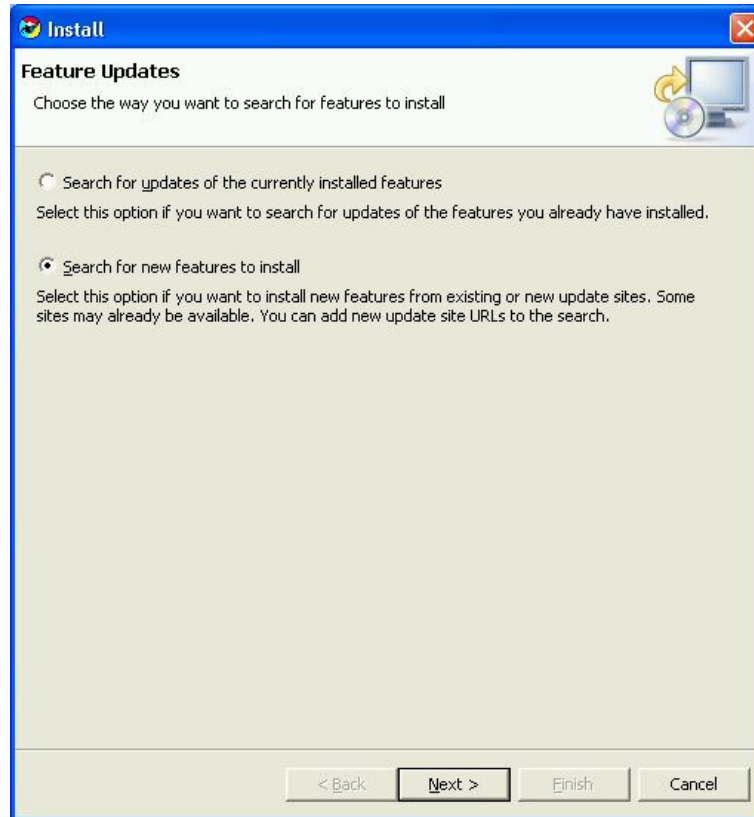 Install
Feature Updates
Choose the way you want to search for features to install
Search for updates of the currently installed features
Select this option if you want to search for updates of the features you already have installed.
Search for new features to install
Select this option if you want to install new features from existing or new update sites. Some
sites may already be available. You can add new update site URLs to the search.
< Back
Next >
Finish
Cancel